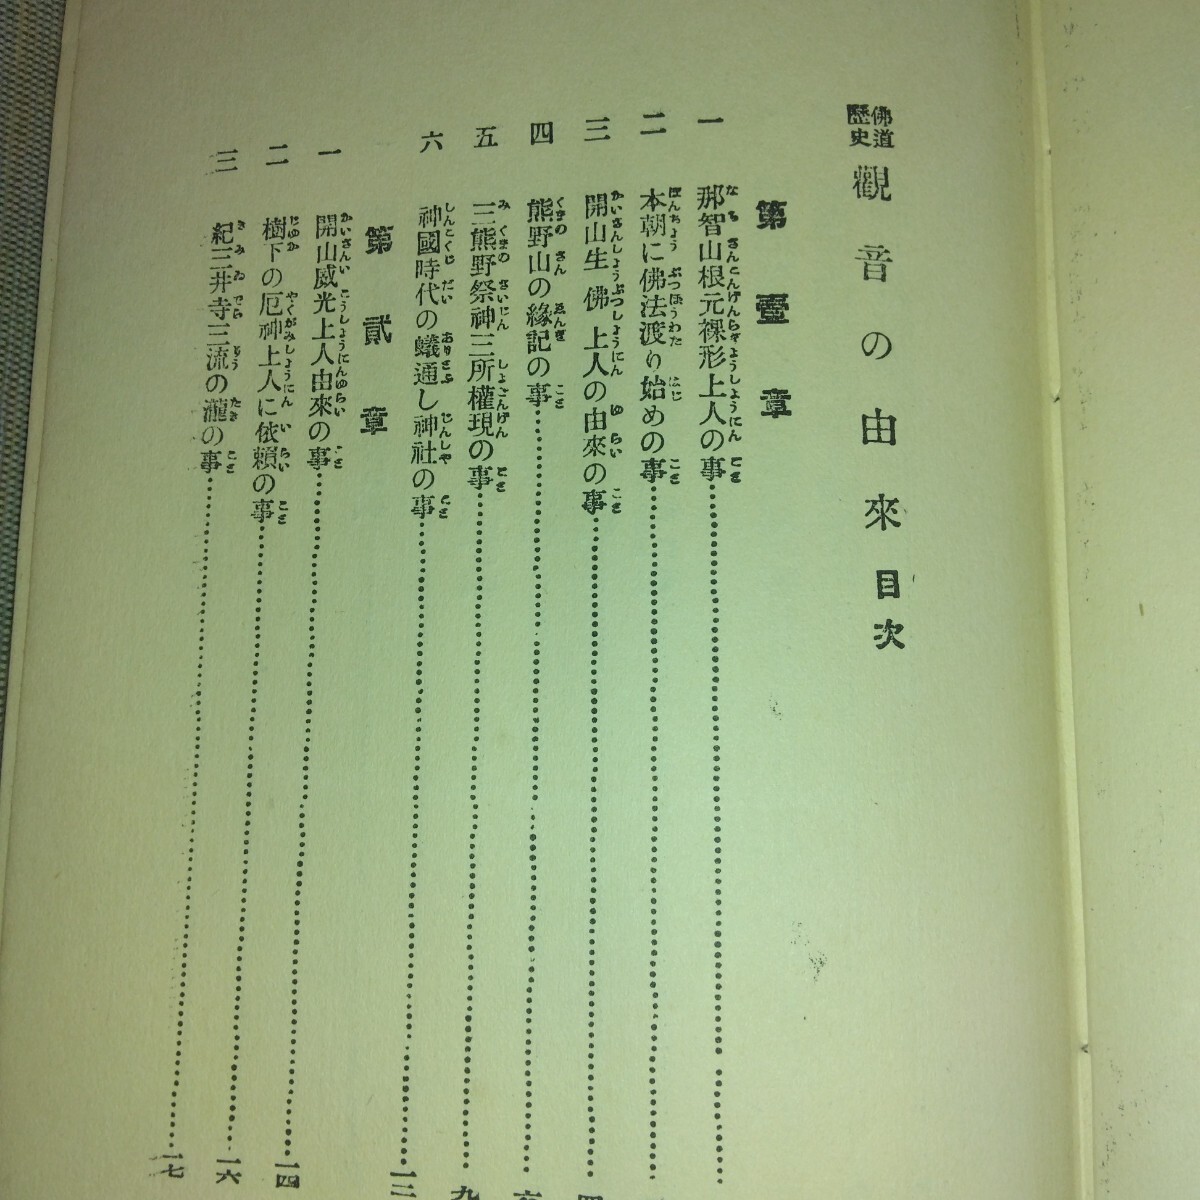 佛道歷史 觀音の由來 目次
第壹章
一 那智山根元裸形上人の事
二 本朝に佛法渡り始めの事
三 開山生佛上人の由來の事 四
四 熊野山の緣記の事 六
五 三熊野祭神三所權現の事 九
六 神國時代の蟻通し神社の事
第貳章
一 開山威光上人由來の事 一四
二 樹下の厄神上人に依賴の事 一六
三 紀三井寺三流の瀧の事 一七